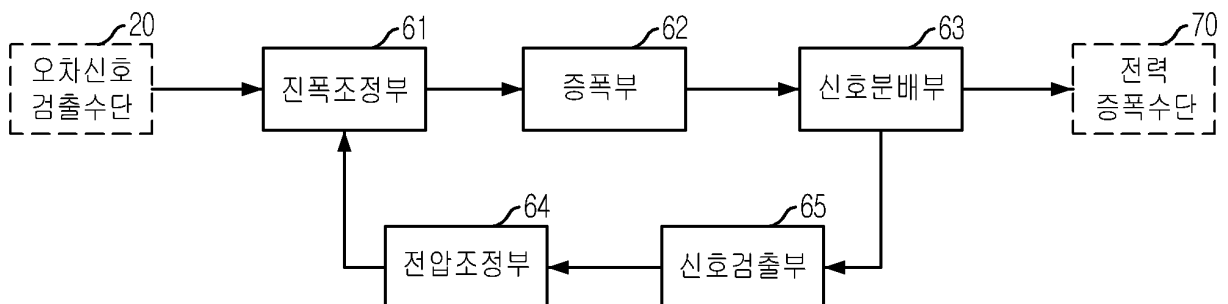 20
오차신호
검출수단
61
진폭조정부
62
증폭부
63
신호분배부
70
전력
증폭수단
64
전압조정부
65
신호검출부